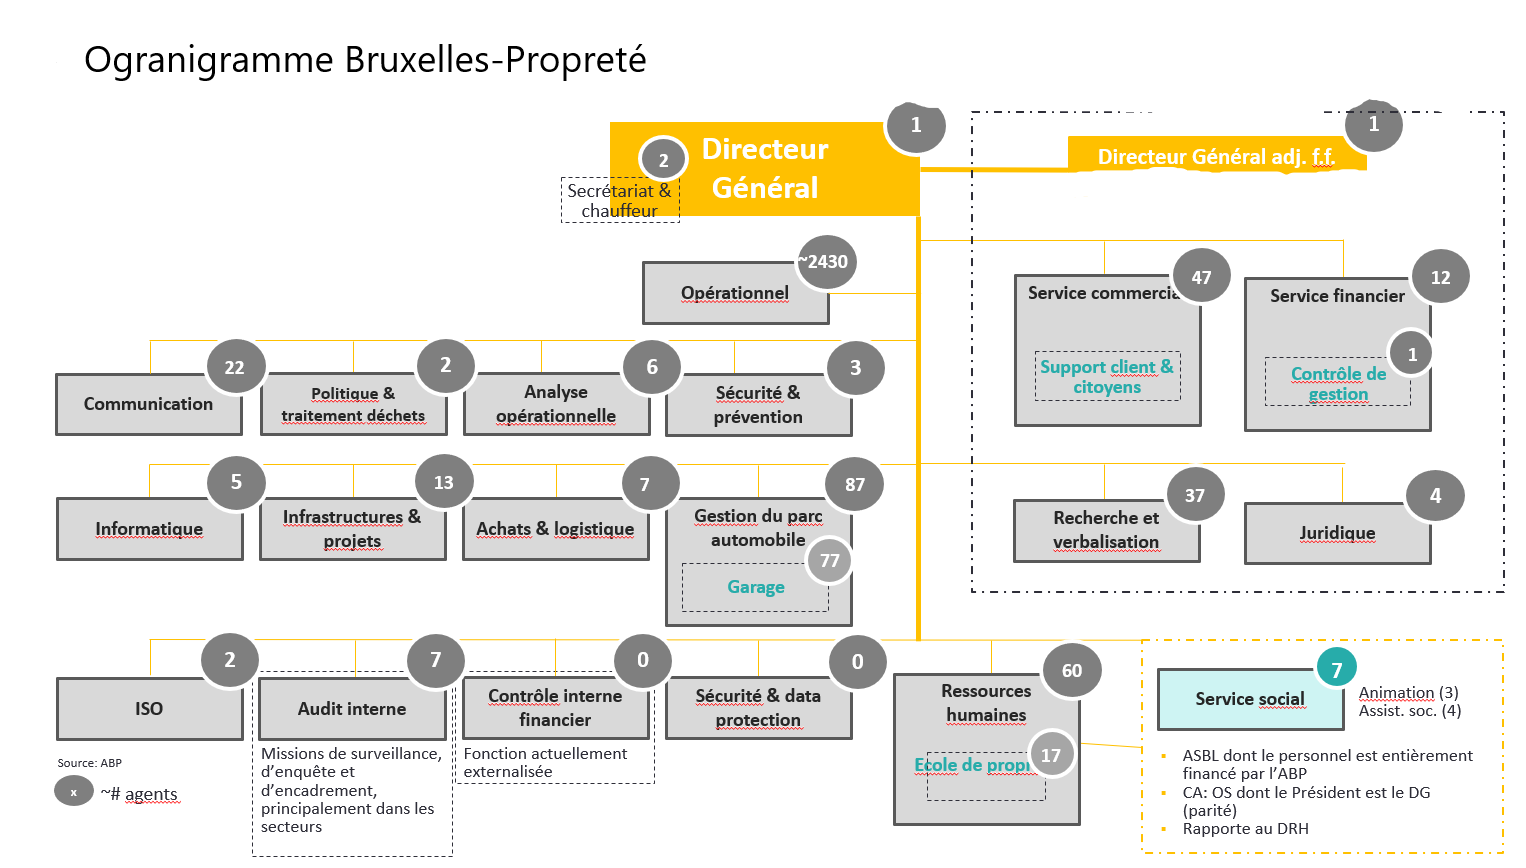 Ogranigramme Bruxelles-Propreté
1
1
Directeur
Général
2
Secrétariat &
chauffeur
Directeur Général adj. f.f.
~2430
Opérationnel
47
Service commercia
Support client &
citoyens
12
Service financier
1
Contrôle de
gestion
22
Communication
2
Politique &
traitement déchets
6
Analyse
opérationnelle
3
Sécurité &
prévention
5
Informatique
13
Infrastructures &
projets
7
Achats & logistique
87
Gestion du parc
automobile
77
Garage
37
Recherche et
verbalisation
4
Juridique
2
ISO
7
Audit interne
Missions de surveillance,
d’enquête et
d’encadrement,
principalement dans les
secteurs
0
Contrôle interne
financier
Fonction actuellement
externalisée
0
Sécurité & data
protection
60
Ressources
humaines
17
Ecole de propr
7
Service social
Animation (3)
Assist. soc. (4)
▪ ASBL dont le personnel est entièrement
financé par l’ABP
▪ CA: OS dont le Président est le DG
(parité)
▪ Rapporte au DRH
Source: ABP
x
~# agents